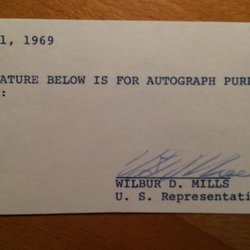 1, 1969
ATURE BELOW IS FOR AUTOGRAPH PUR
:
WILBUR D. MILLS
U. S. Representati